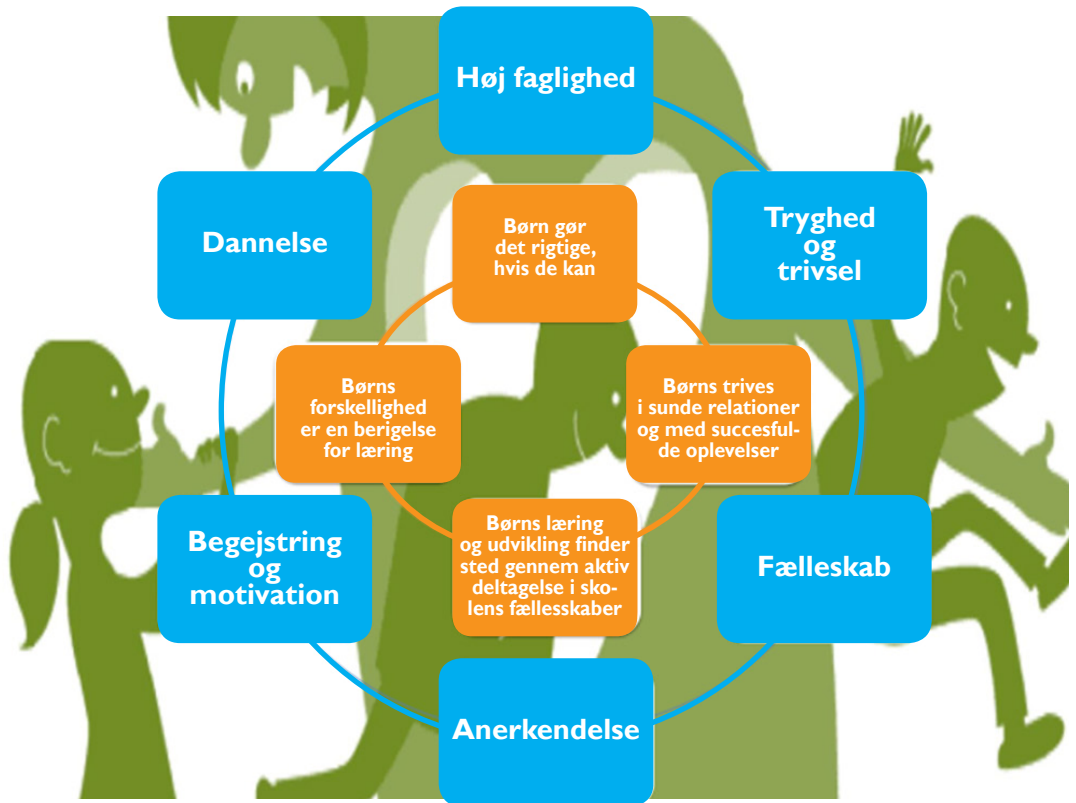 Høj faglighed
Dannelse
Tryghed
og
trivsel
Børn gør
det rigtige,
hvis de kan
Børns
forskellighed
er en berigelse
for læring
Børns trives
i sunde relationer
og med succesful-
de oplevelser
Børns læring
og udvikling finder
sted gennem aktiv
deltagelse i sko-
lens fællesskaber
Begejstring
og
motivation
Fælleskab
Anerkendelse